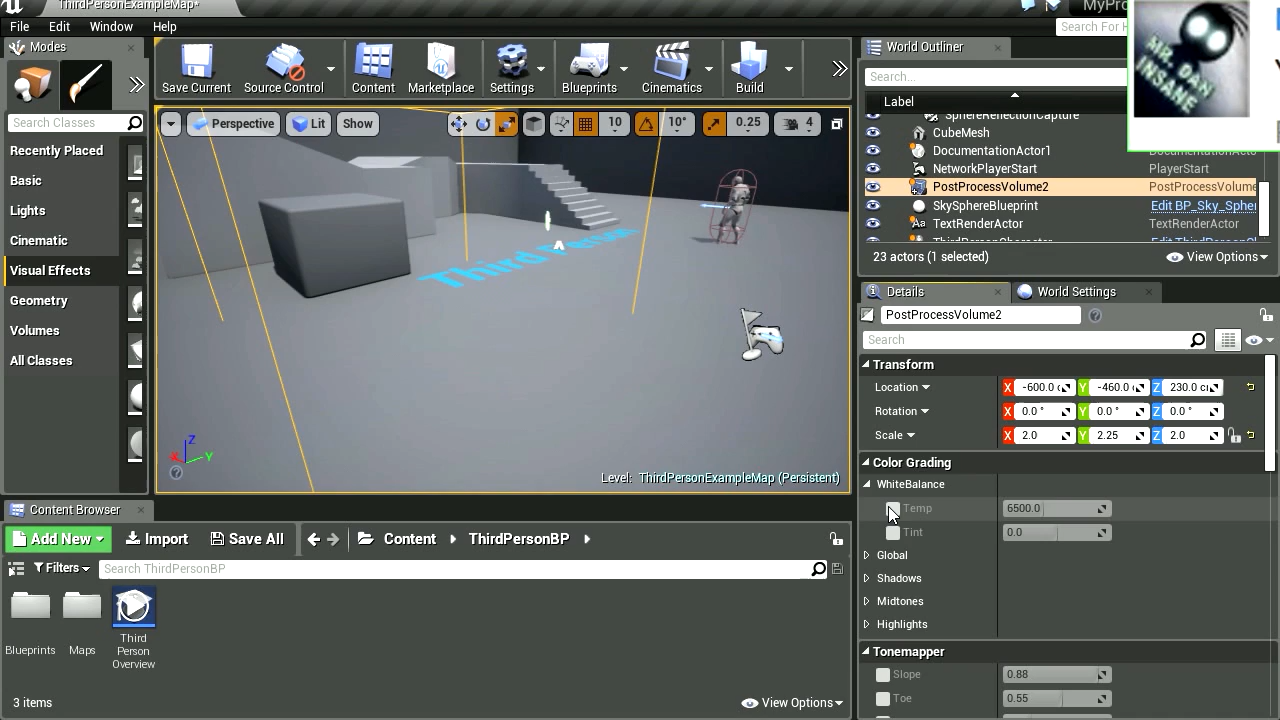 ThirdPersonExampleMap*
MyPro
File Edit Window Help
Search For H
Modes
Search Classes
Recently Placed
Basic
Lights
Cinematic
Visual Effects
Geometry
Volumes
All Classes
Save Current
Source Control
Content
Marketplace
Settings
Blueprints
Cinematics
Build
Perspective
Lit
Show
10
10°
0.25
4
Third Person
Level: ThirdPersonExampleMap (Persistent)
World Outliner
Search...
Label
SphereReflectionCapture
CubeMesh
DocumentationActor1 DocumentationActo
NetworkPlayerStart PlayerStart
PostProcessVolume2 PostProcessVolume
SkySphereBlueprint Edit BP_Sky_Spher
TextRenderActor TextRenderActor
ThirdPersonCharacter Edit ThirdPersonCh
23 actors (1 selected)
View Options
MR. DAN
INSANE
Details
World Settings
PostProcessVolume2
Search
Transform
Location X -600.0 c Y -460.0 c Z 230.0 cr
Rotation X 0.0 ° Y 0.0 ° Z 0.0 °
Scale X 2.0 Y 2.25 Z 2.0
Color Grading
WhiteBalance
Temp 6500.0
Tint 0.0
Global
Shadows
Midtones
Highlights
Tonemapper
Slope 0.88
Toe 0.55
Content Browser
Add New Import Save All Content ThirdPersonBP
Filters Search ThirdPersonBP
Blueprints
Maps
Third
Person
Overview
3 items
View Options
X
Y
Z